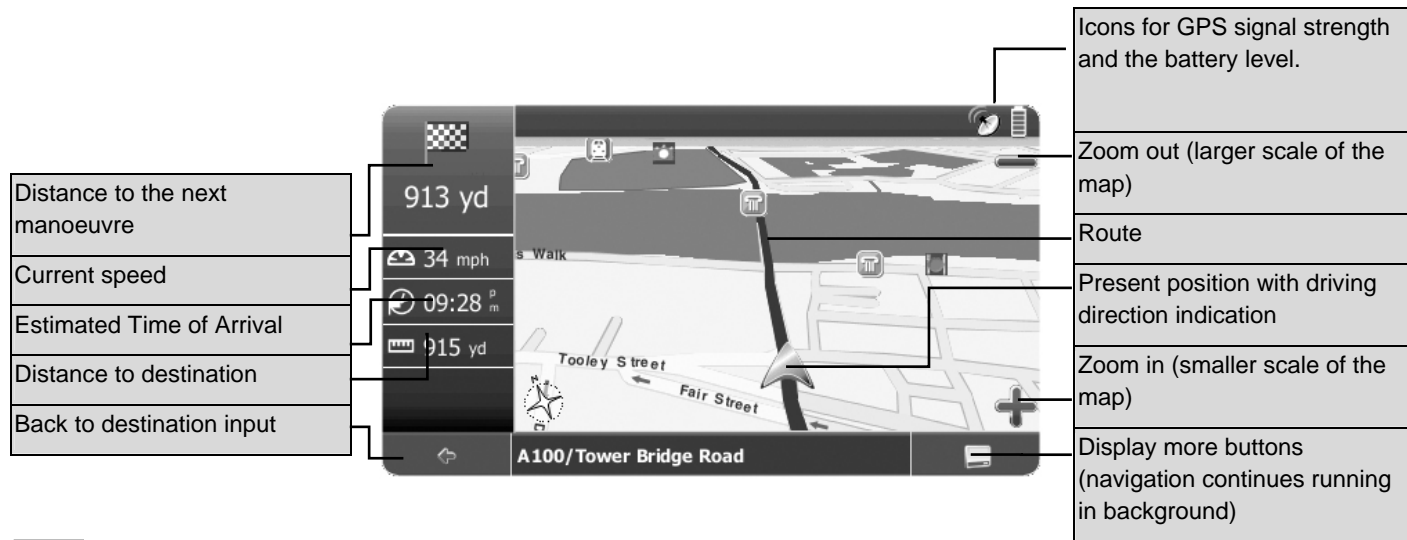 Distance to the next
manoeuvre
Current speed
Estimated Time of Arrival
Distance to destination
Back to destination input
913 yd
34 mph
09:28 pm
915 yd
s Walk
Tooley Street
Fair Street
N
A100/Tower Bridge Road
Icons for GPS signal strength
and the battery level.
Zoom out (larger scale of the
map)
Route
Present position with driving
direction indication
Zoom in (smaller scale of the
map)
Display more buttons
(navigation continues running
in background)